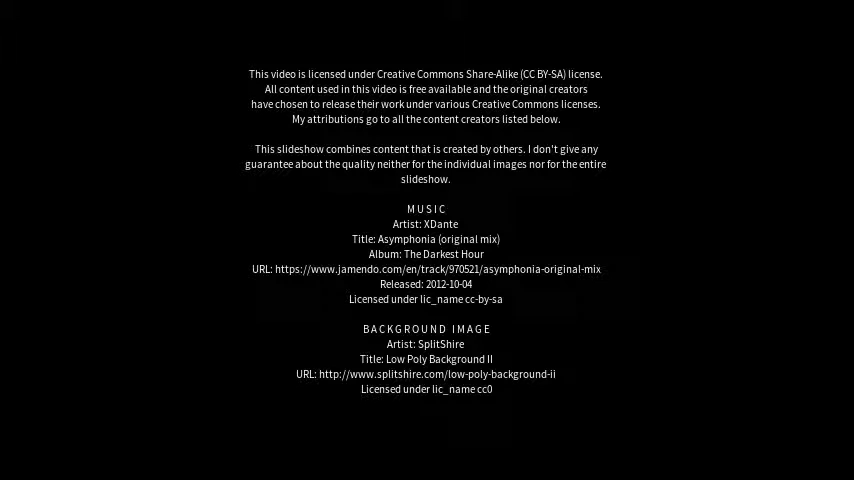 This video is licensed under Creative Commons Share-Alike (CC BY-SA) license.
All content used in this video is free available and the original creators
have chosen to release their work under various Creative Commons licenses.
My attributions go to all the content creators listed below.
This slideshow combines content that is created by others. I don't give any
guarantee about the quality neither for the individual images nor for the entire
slideshow.
MUSIC
Artist: XDante
Title: Asymphonia (original mix)
Album: The Darkest Hour
URL: https://www.jamendo.com/en/track/970521/asymphonia-original-mix
Released: 2012-10-04
Licensed under lic_name cc-by-sa
BACKGROUND IMAGE
Artist: SplitShire
Title: Low Poly Background II
URL: http://www.splitshire.com/low-poly-background-ii
Licensed under lic_name cc0